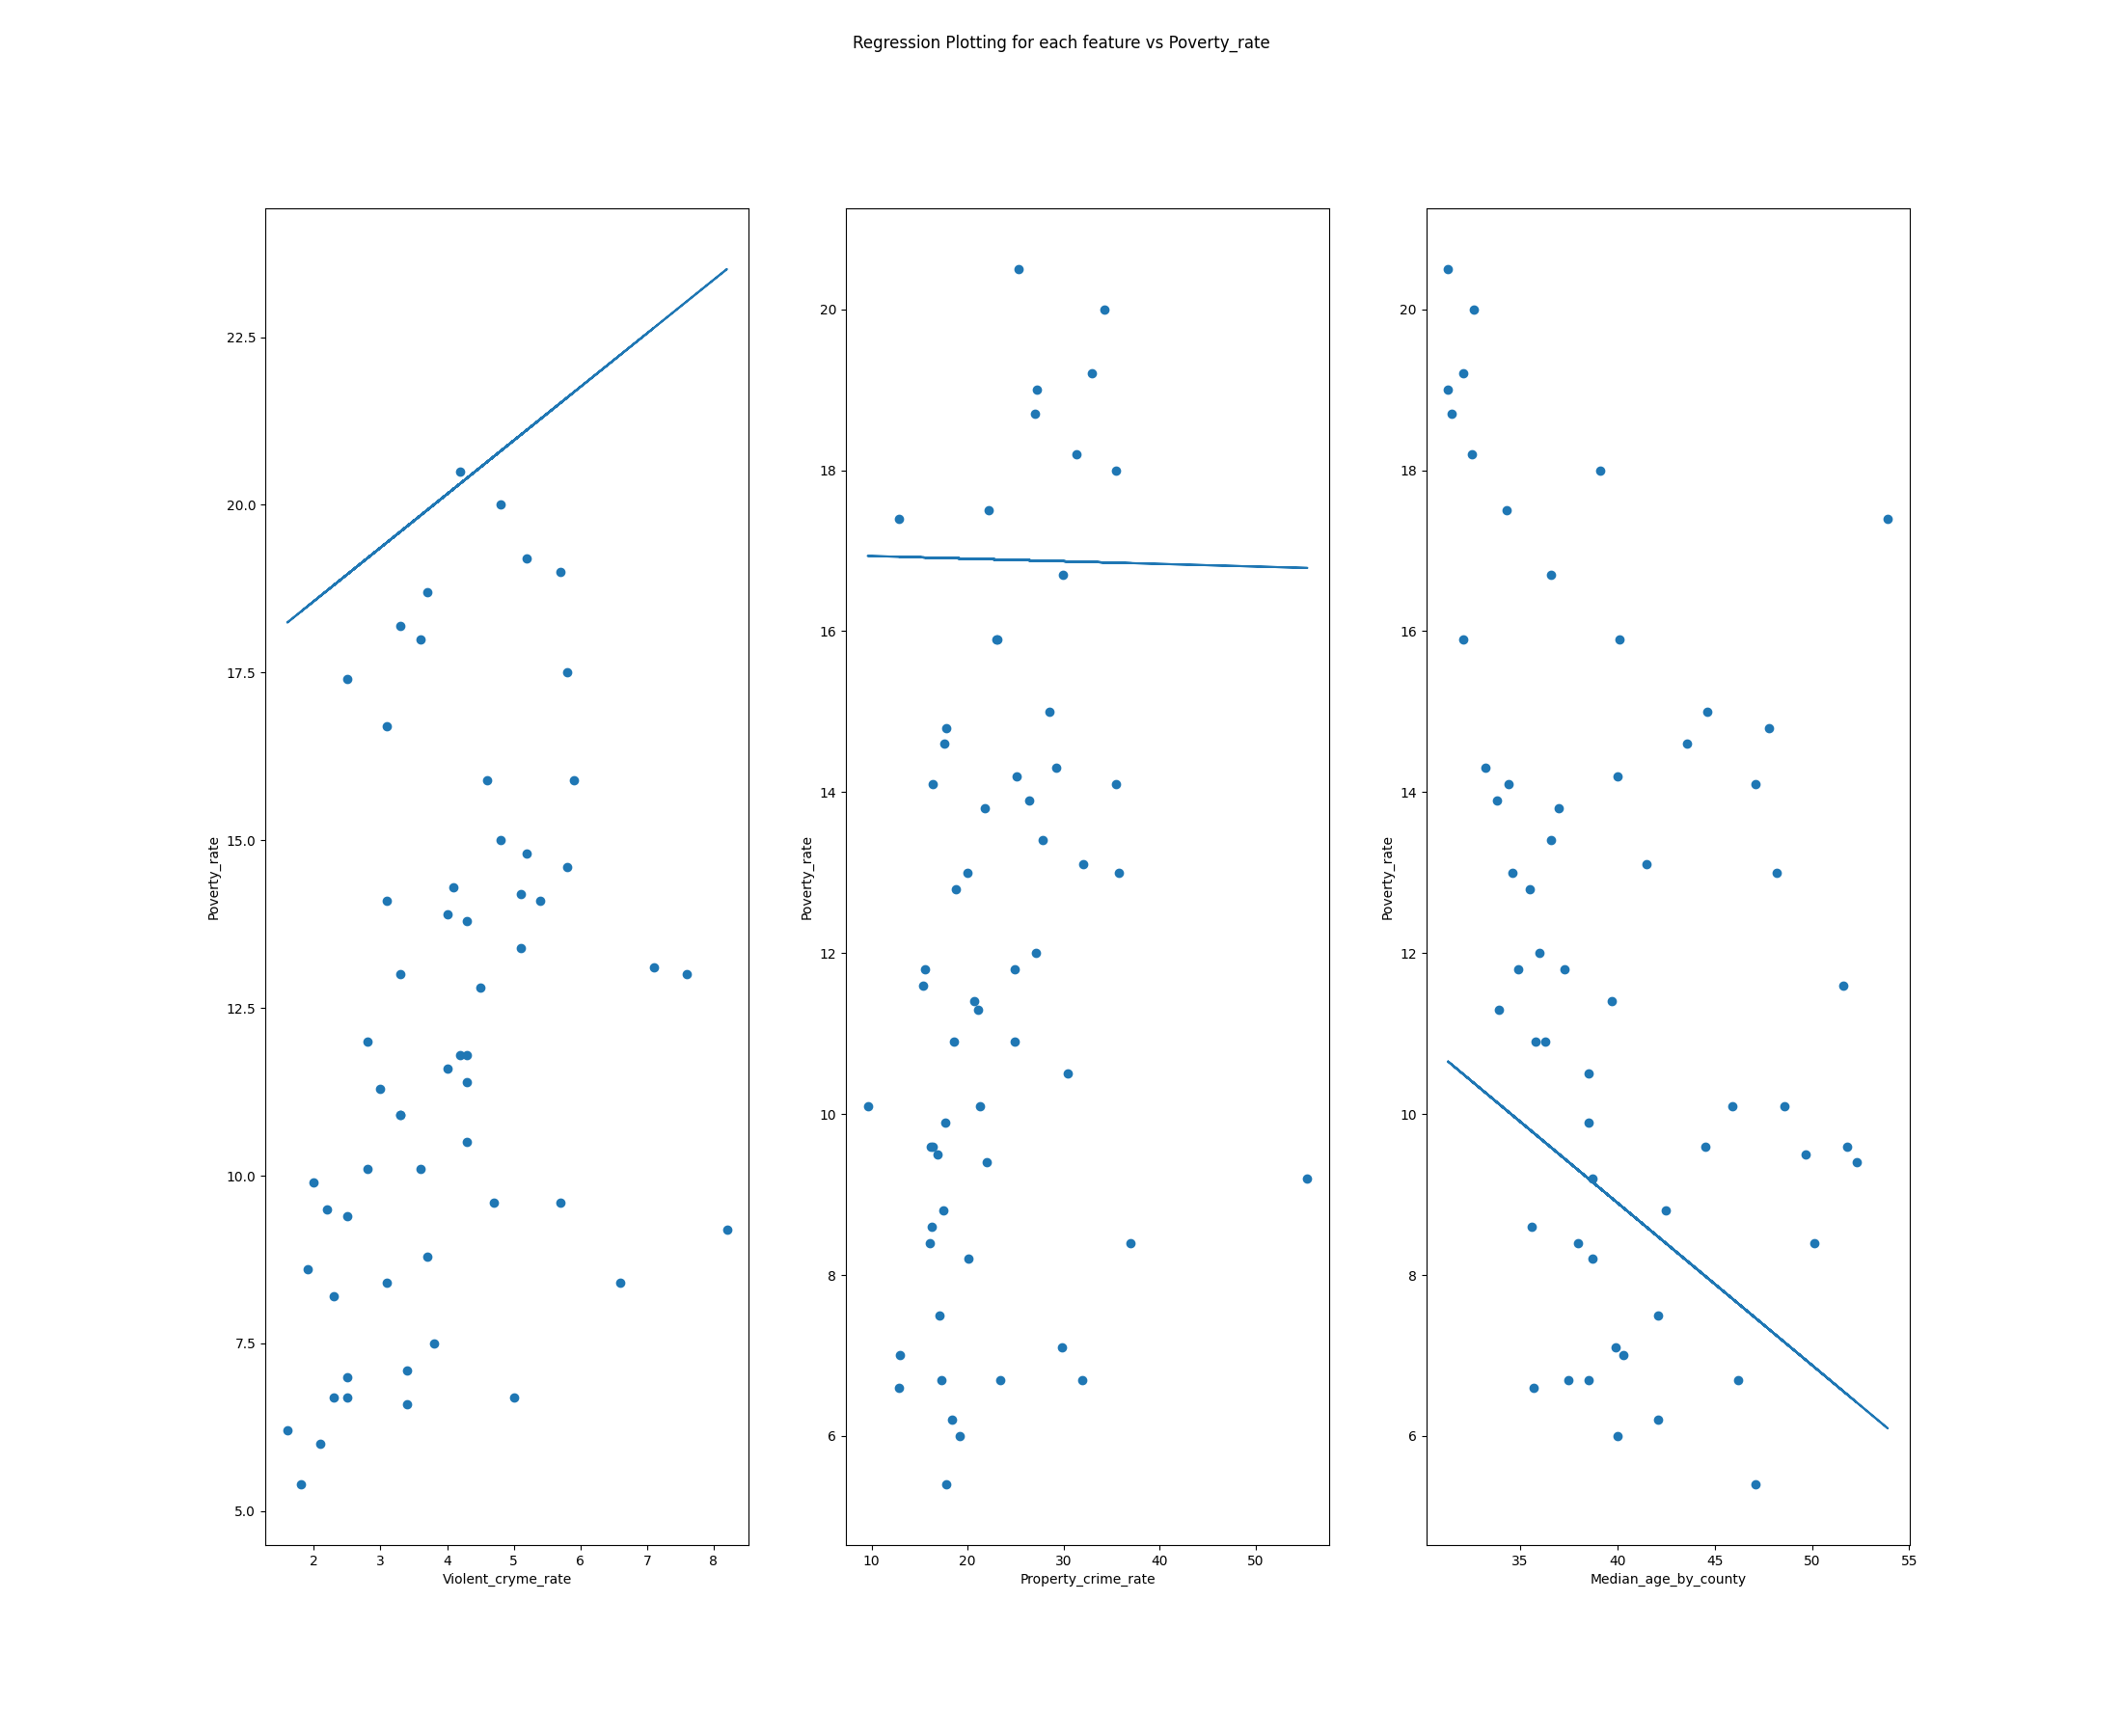 Regression Plotting for each feature vs Poverty_rate
22.5
20.0
17.5
15.0
12.5
10.0
7.5
5.0
Poverty_rate
2 3 4 5 6 7 8
Violent_cryme_rate
20
18
16
14
12
10
8
6
Poverty_rate
10 20 30 40 50
Property_crime_rate
20
18
16
14
12
10
8
6
Poverty_rate
35 40 45 50 55
Median_age_by_county